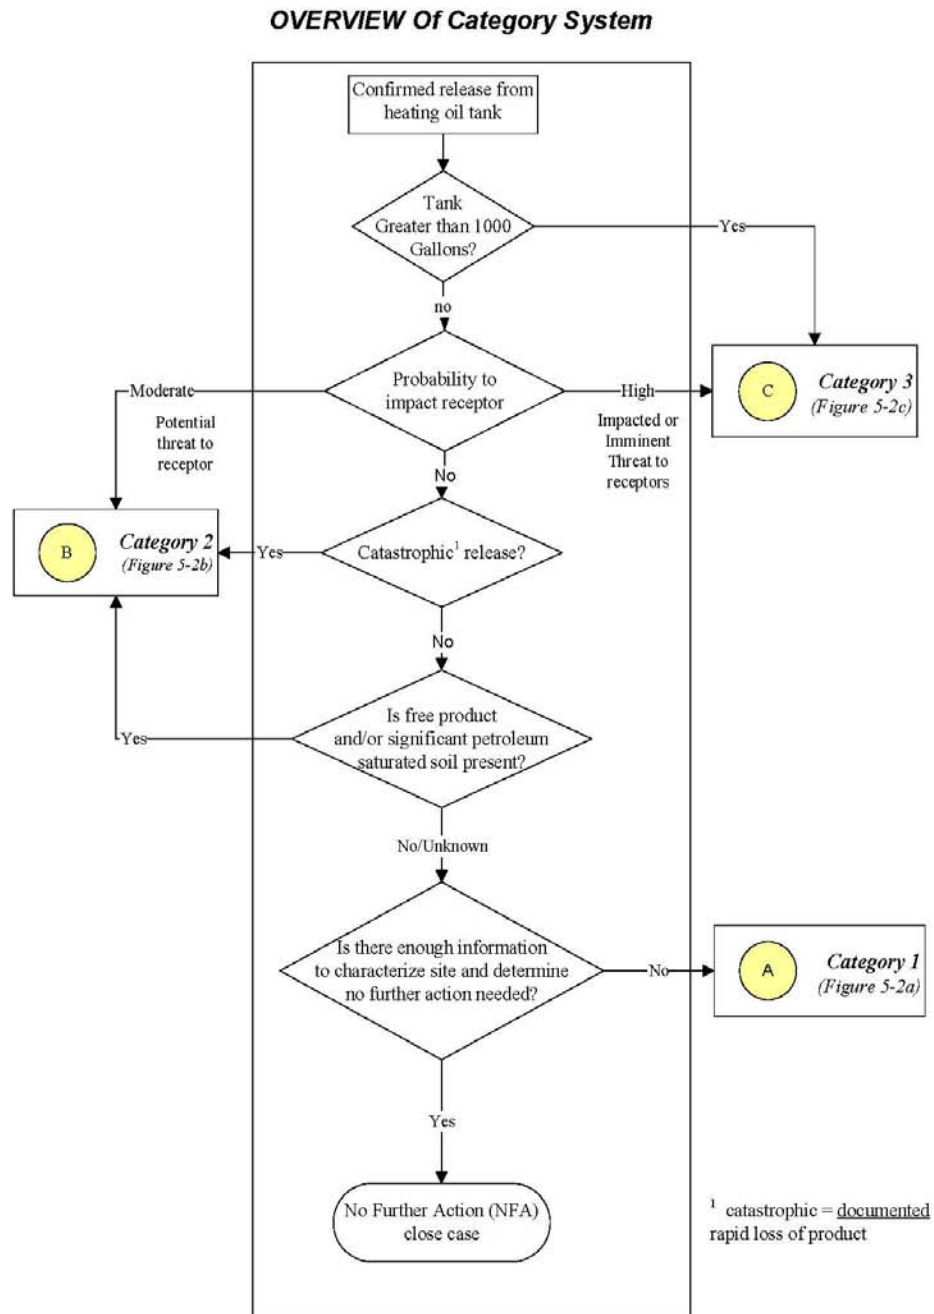 OVERVIEW Of Category System
Confirmed release from
heating oil tank
Tank
Greater than 1000
Gallons?
Yes
no
Probability to
impact receptor
Moderate
Potential
threat to
receptor
High
Impacted or
Imminent
Threat to
receptors
C
Category 3
(Figure 5-2c)
No
B
Category 2
(Figure 5-2b)
Yes
Catastrophic¹ release?
No
Is free product
and/or significant petroleum
saturated soil present?
Yes
No/Unknown
Is there enough information
to characterize site and determine
no further action needed?
No
A
Category 1
(Figure 5-2a)
Yes
No Further Action (NFA)
close case
¹ catastrophic = documented
rapid loss of product